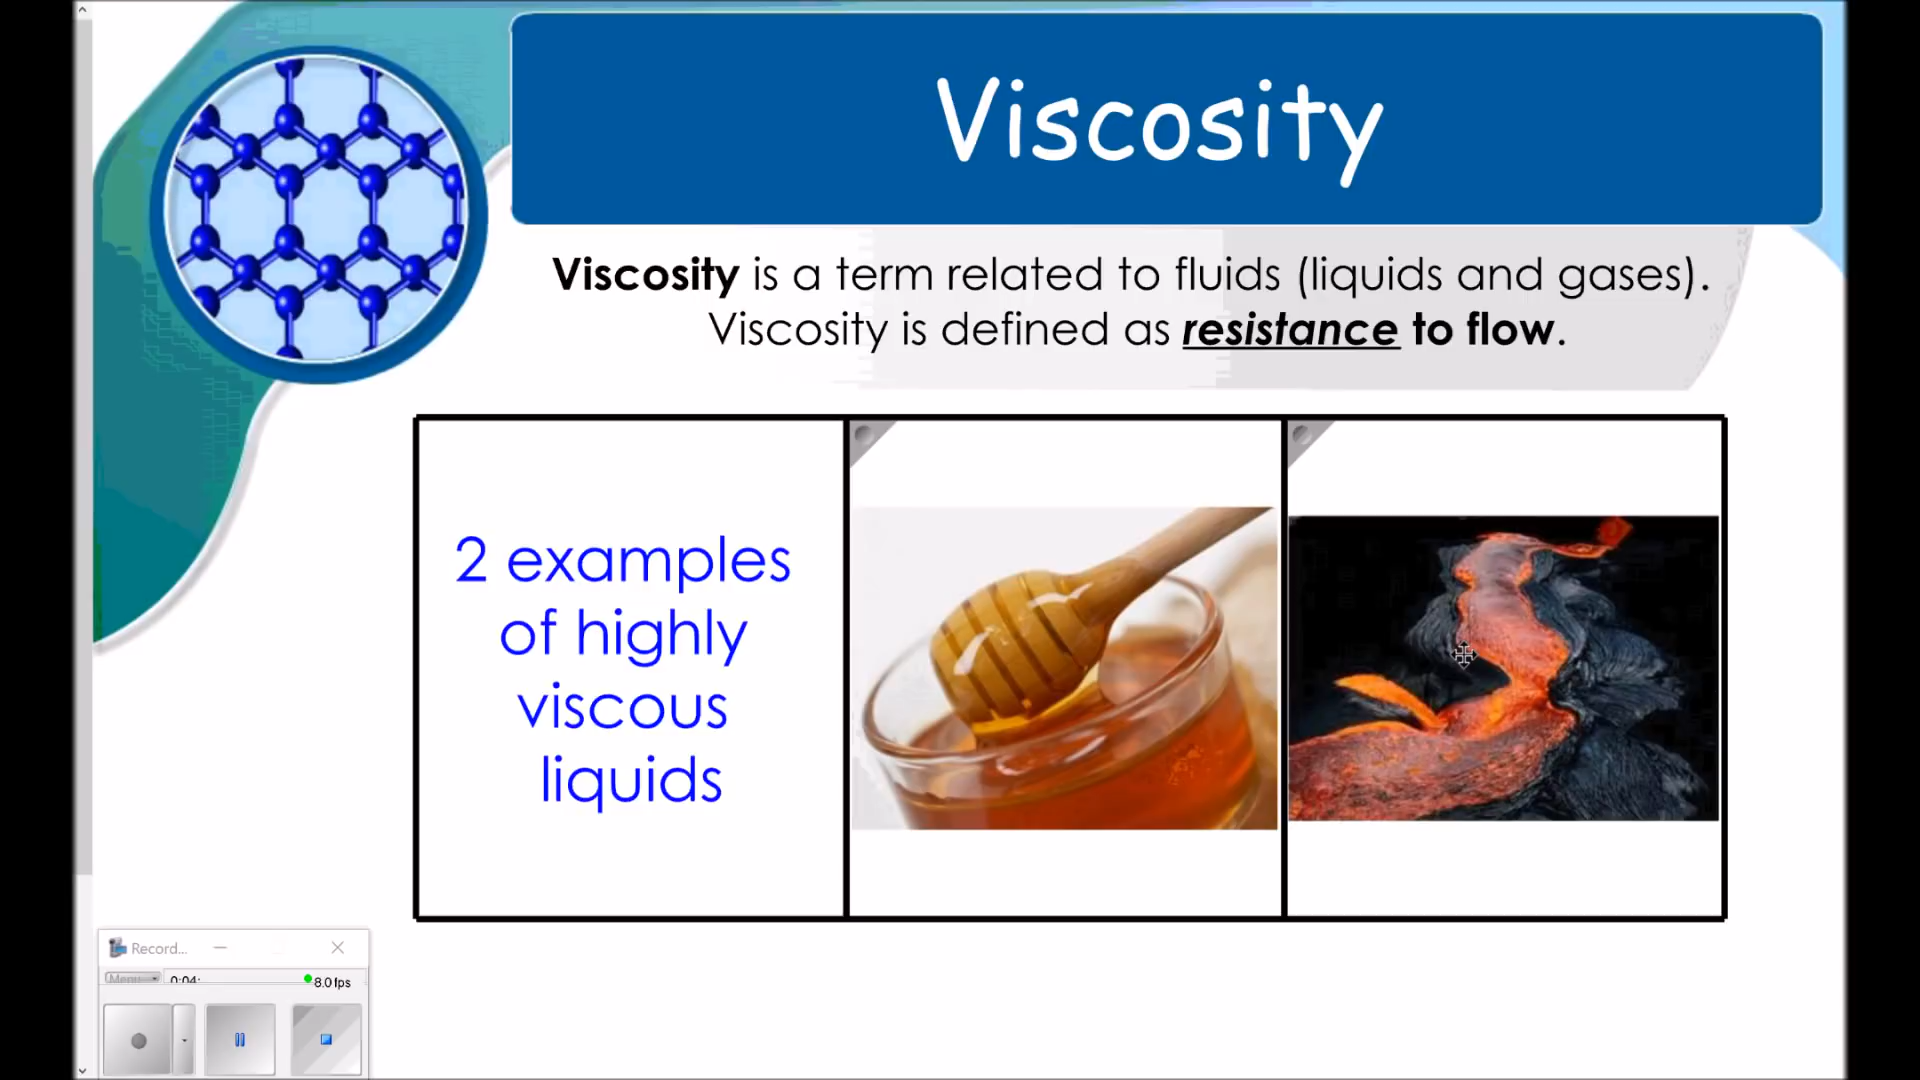 Viscosity
Viscosity is a term related to fluids (liquids and gases).
Viscosity is defined as resistance to flow.
2 examples
of highly
viscous
liquids
Record...
Menu
0:04:
8.0 fps